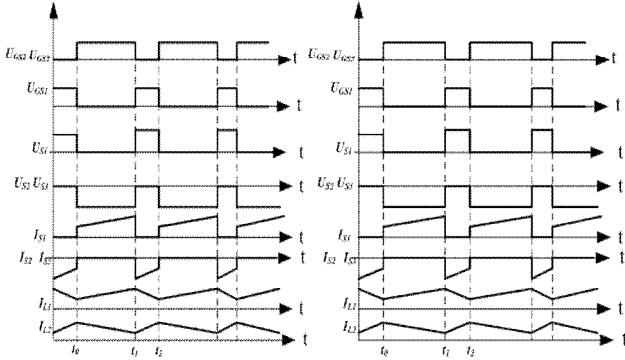 U_GS2 U_GS3 t
U_GS1 t
U_S1 t
U_S2 U_S3 t
I_S1 t
I_S2 I_S3 t
I_L1 t
I_L2 t
t_0 t_1 t_2
U_GS2 U_GS3 t
U_GS1 t
U_S1 t
U_S2 U_S3 t
I_S1 t
I_S2 I_S3 t
I_L1 t
t
t_0 t_1 t_2